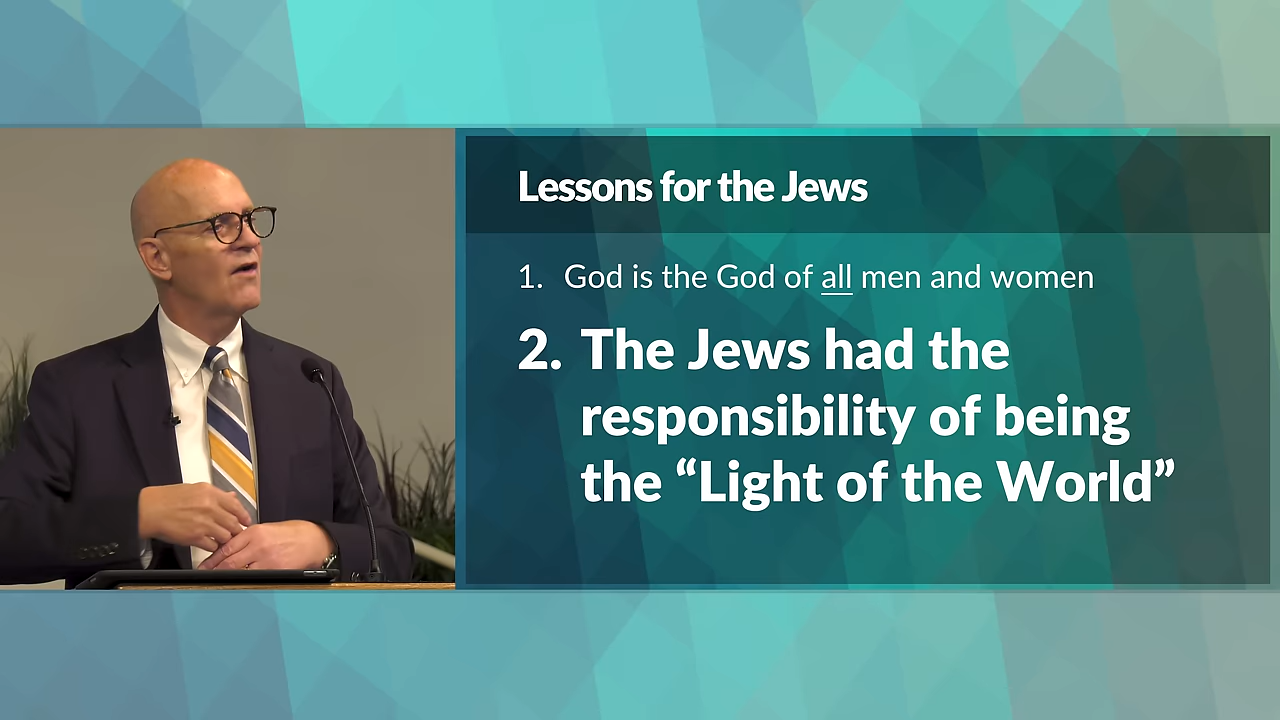 Lessons for the Jews
1. God is the God of all men and women
2. The Jews had the
responsibility of being
the “Light of the World”